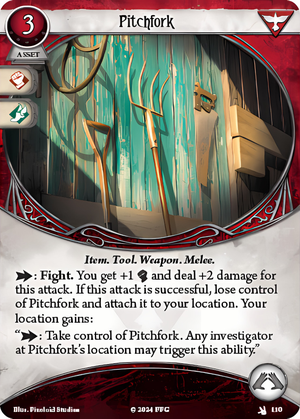 Pitchfork
3
ASSET
Item. Tool. Weapon. Melee.
: Fight. You get +1 and deal +2 damage for
this attack. If this attack is successful, lose control
of Pitchfork and attach it to your location. Your
location gains:
“ : Take control of Pitchfork. Any investigator
at Pitchfork's location may trigger this ability.”
Illus. Pixoloid Studios
© 2024 FFG
110